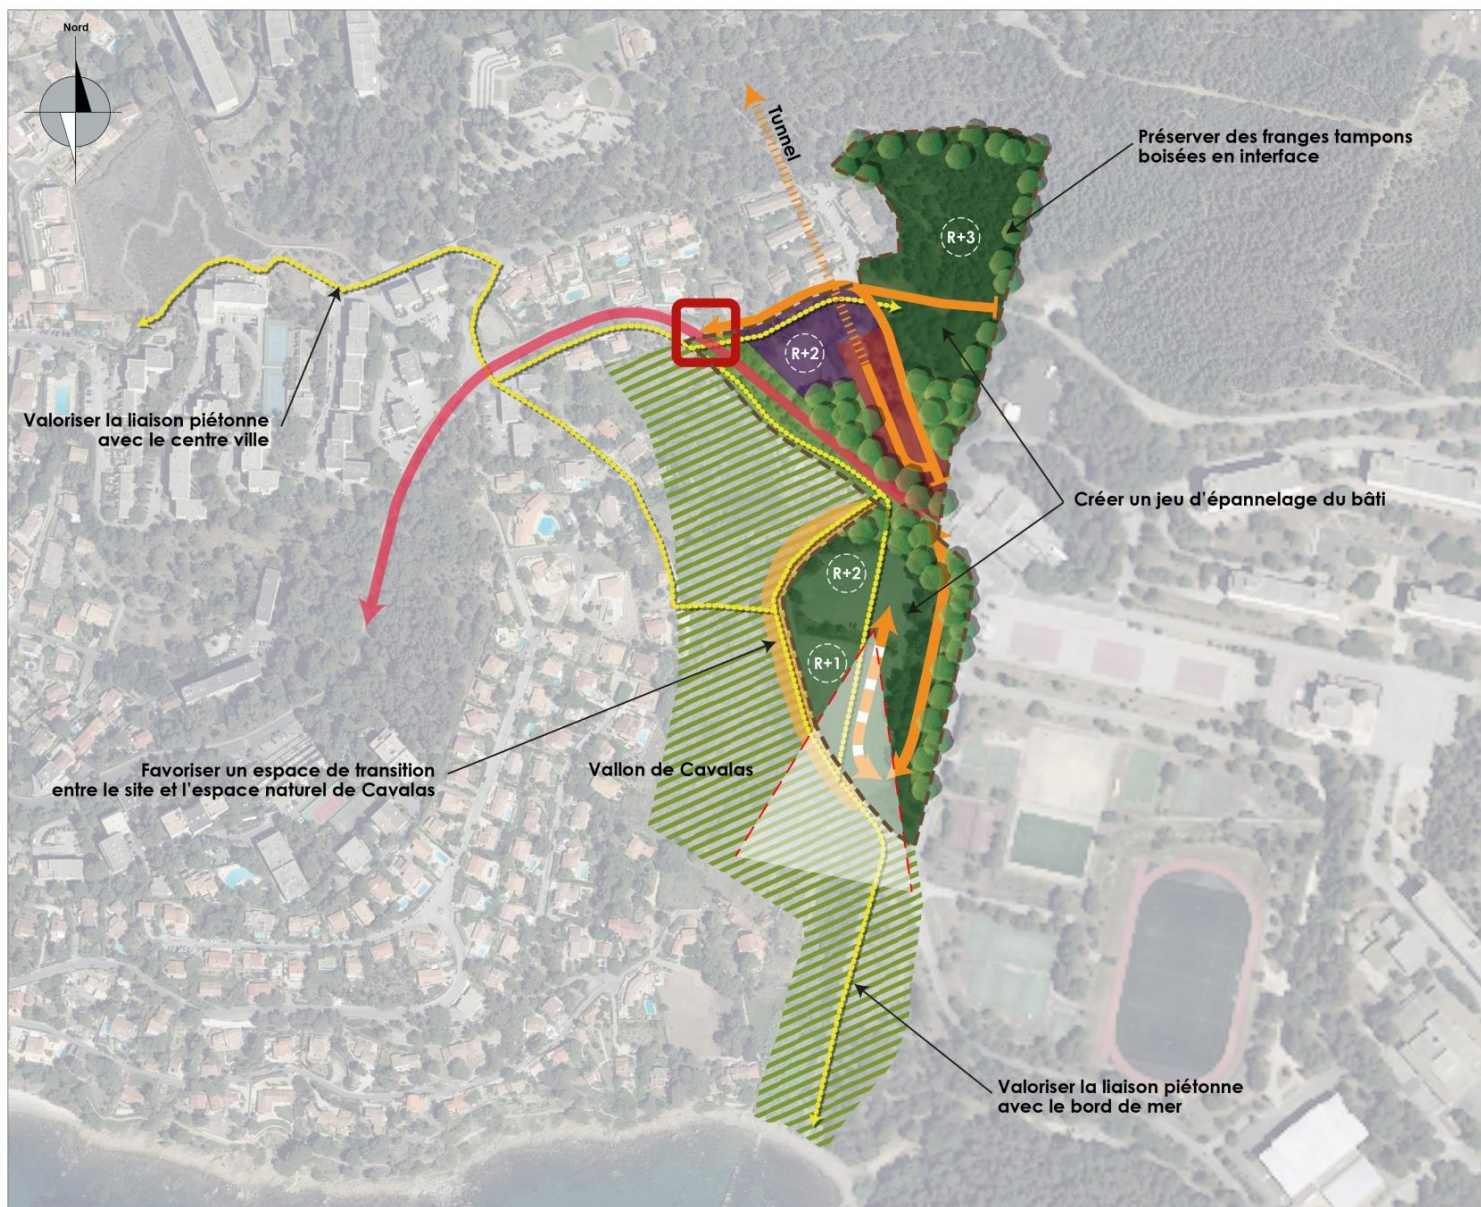 Nord
Tunnel
Préserver des franges tampons
boisées en interface
R+3
R+2
Valoriser la liaison piétonne
avec le centre ville
Créer un jeu d'épannelage du bâti
R+2
R+1
Favoriser un espace de transition
entre le site et l'espace naturel de Cavalas
Vallon de Cavalas
Valoriser la liaison piétonne
avec le bord de mer